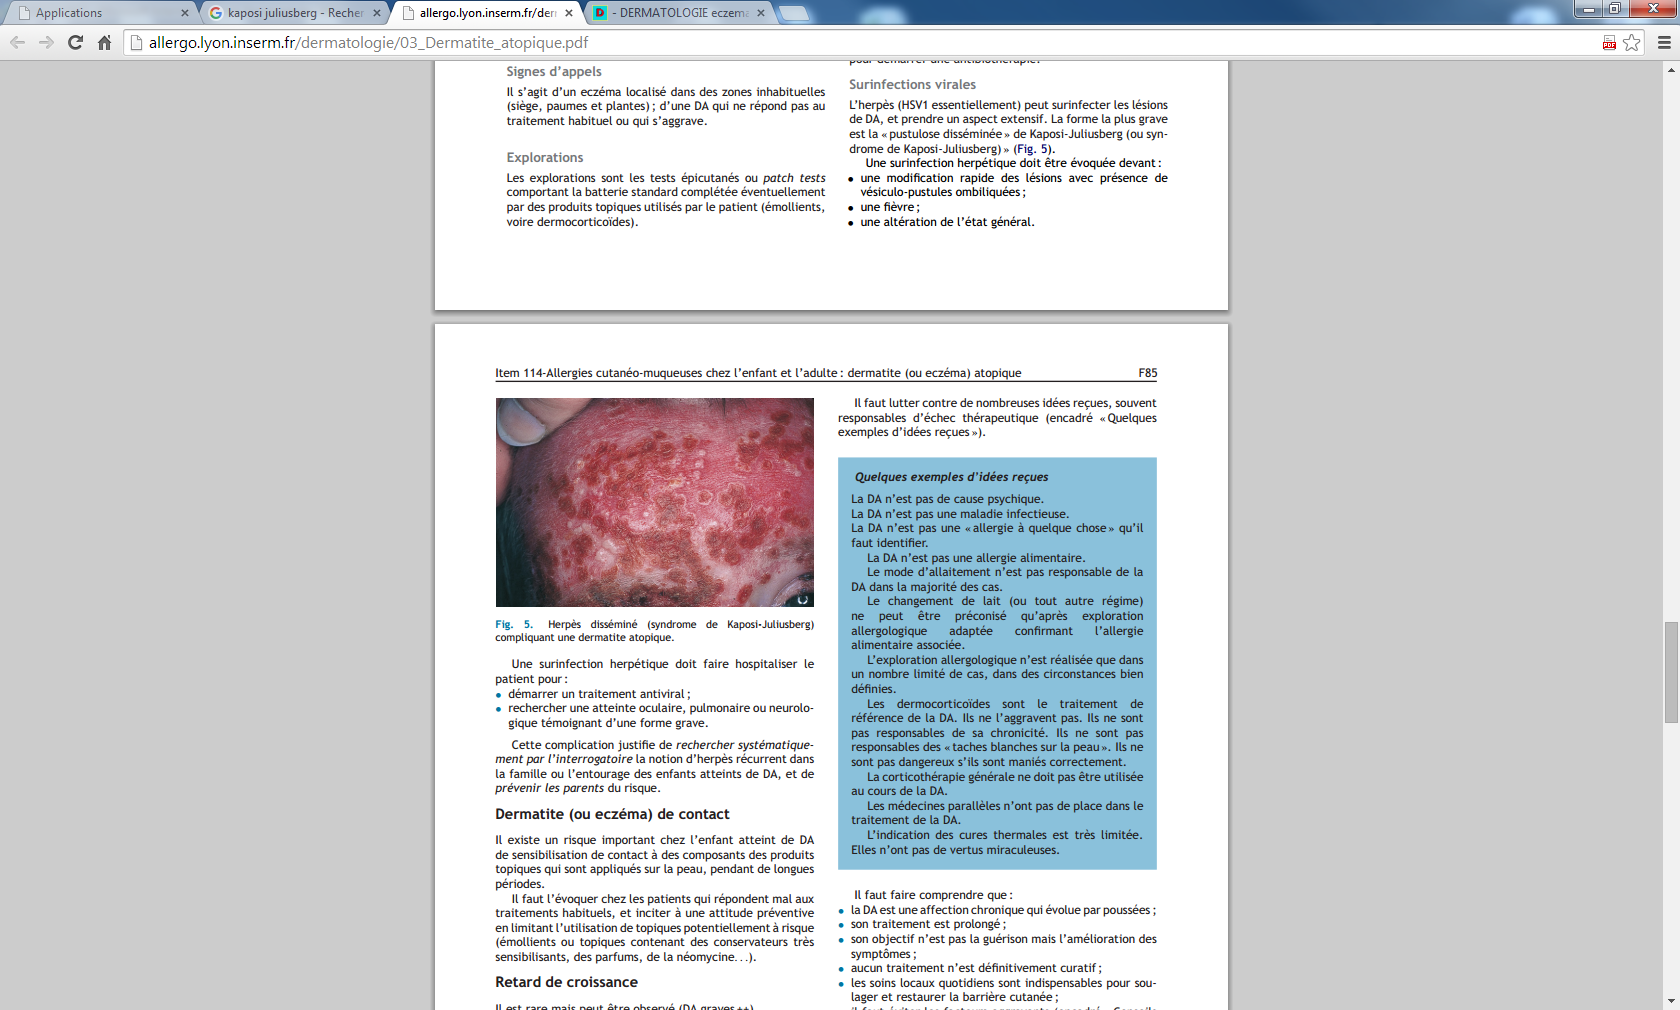 Applications
kaposi juliusberg - Recher
allergo.lyon.inserm.fr/der
- DERMATOLOGIE eczema
allergo.lyon.inserm.fr/dermatologie/03_Dermatite_atopique.pdf
Signes d’appels
Il s’agit d’un eczéma localisé dans des zones inhabituelles
(siège, paumes et plantes) ; d’une DA qui ne répond pas au
traitement habituel ou qui s’aggrave.
Explorations
Les explorations sont les tests épicutanés ou patch tests
comportant la batterie standard complétée éventuellement
par des produits topiques utilisés par le patient (émollients,
voire dermocorticoïdes).
pour démarrer une antibiothérapie.
Surinfections virales
L’herpès (HSV1 essentiellement) peut surinfecter les lésions
de DA, et prendre un aspect extensif. La forme la plus grave
est la « pustulose disséminée » de Kaposi-Juliusberg (ou syn-
drome de Kaposi-Juliusberg) » (Fig. 5).
Une surinfection herpétique doit être évoquée devant :
• une modification rapide des lésions avec présence de
vésiculo-pustules ombiliquées ;
• une fièvre ;
• une altération de l’état général.
Item 114-Allergies cutanéo-muqueuses chez l’enfant et l’adulte : dermatite (ou eczéma) atopique F85
Fig. 5. Herpès disséminé (syndrome de Kaposi-Juliusberg)
compliquant une dermatite atopique.
Une surinfection herpétique doit faire hospitaliser le
patient pour :
• démarrer un traitement antiviral ;
• rechercher une atteinte oculaire, pulmonaire ou neurolo-
gique témoignant d’une forme grave.
Cette complication justifie de rechercher systématique-
ment par l’interrogatoire la notion d’herpès récurrent dans
la famille ou l’entourage des enfants atteints de DA, et de
prévenir les parents du risque.
Dermatite (ou eczéma) de contact
Il existe un risque important chez l’enfant atteint de DA
de sensibilisation de contact à des composants des produits
topiques qui sont appliqués sur la peau, pendant de longues
périodes.
Il faut l’évoquer chez les patients qui répondent mal aux
traitements habituels, et inciter à une attitude préventive
en limitant l’utilisation de topiques potentiellement à risque
(émollients ou topiques contenant des conservateurs très
sensibilisants, des parfums, de la néomycine. . .).
Retard de croissance
Il est rare mais peut être observé (DA graves ++)
Il faut lutter contre de nombreuses idées reçues, souvent
responsables d’échec thérapeutique (encadré « Quelques
exemples d’idées reçues »).
Quelques exemples d’idées reçues
La DA n’est pas de cause psychique.
La DA n’est pas une maladie infectieuse.
La DA n’est pas une « allergie à quelque chose » qu’il
faut identifier.
La DA n’est pas une allergie alimentaire.
Le mode d’allaitement n’est pas responsable de la
DA dans la majorité des cas.
Le changement de lait (ou tout autre régime)
ne peut être préconisé qu’après exploration
allergologique adaptée confirmant l’allergie
alimentaire associée.
L’exploration allergologique n’est réalisée que dans
un nombre limité de cas, dans des circonstances bien
définies.
Les dermocorticoïdes sont le traitement de
référence de la DA. Ils ne l’aggravent pas. Ils ne sont
pas responsables de sa chronicité. Ils ne sont pas
responsables des « taches blanches sur la peau ». Ils ne
sont pas dangereux s’ils sont maniés correctement.
La corticothérapie générale ne doit pas être utilisée
au cours de la DA.
Les médecines parallèles n’ont pas de place dans le
traitement de la DA.
L’indication des cures thermales est très limitée.
Elles n’ont pas de vertus miraculeuses.
Il faut faire comprendre que :
• la DA est une affection chronique qui évolue par poussées ;
• son traitement est prolongé ;
• son objectif n’est pas la guérison mais l’amélioration des
symptômes ;
• aucun traitement n’est définitivement curatif ;
• les soins locaux quotidiens sont indispensables pour sou-
lager et restaurer la barrière cutanée ;